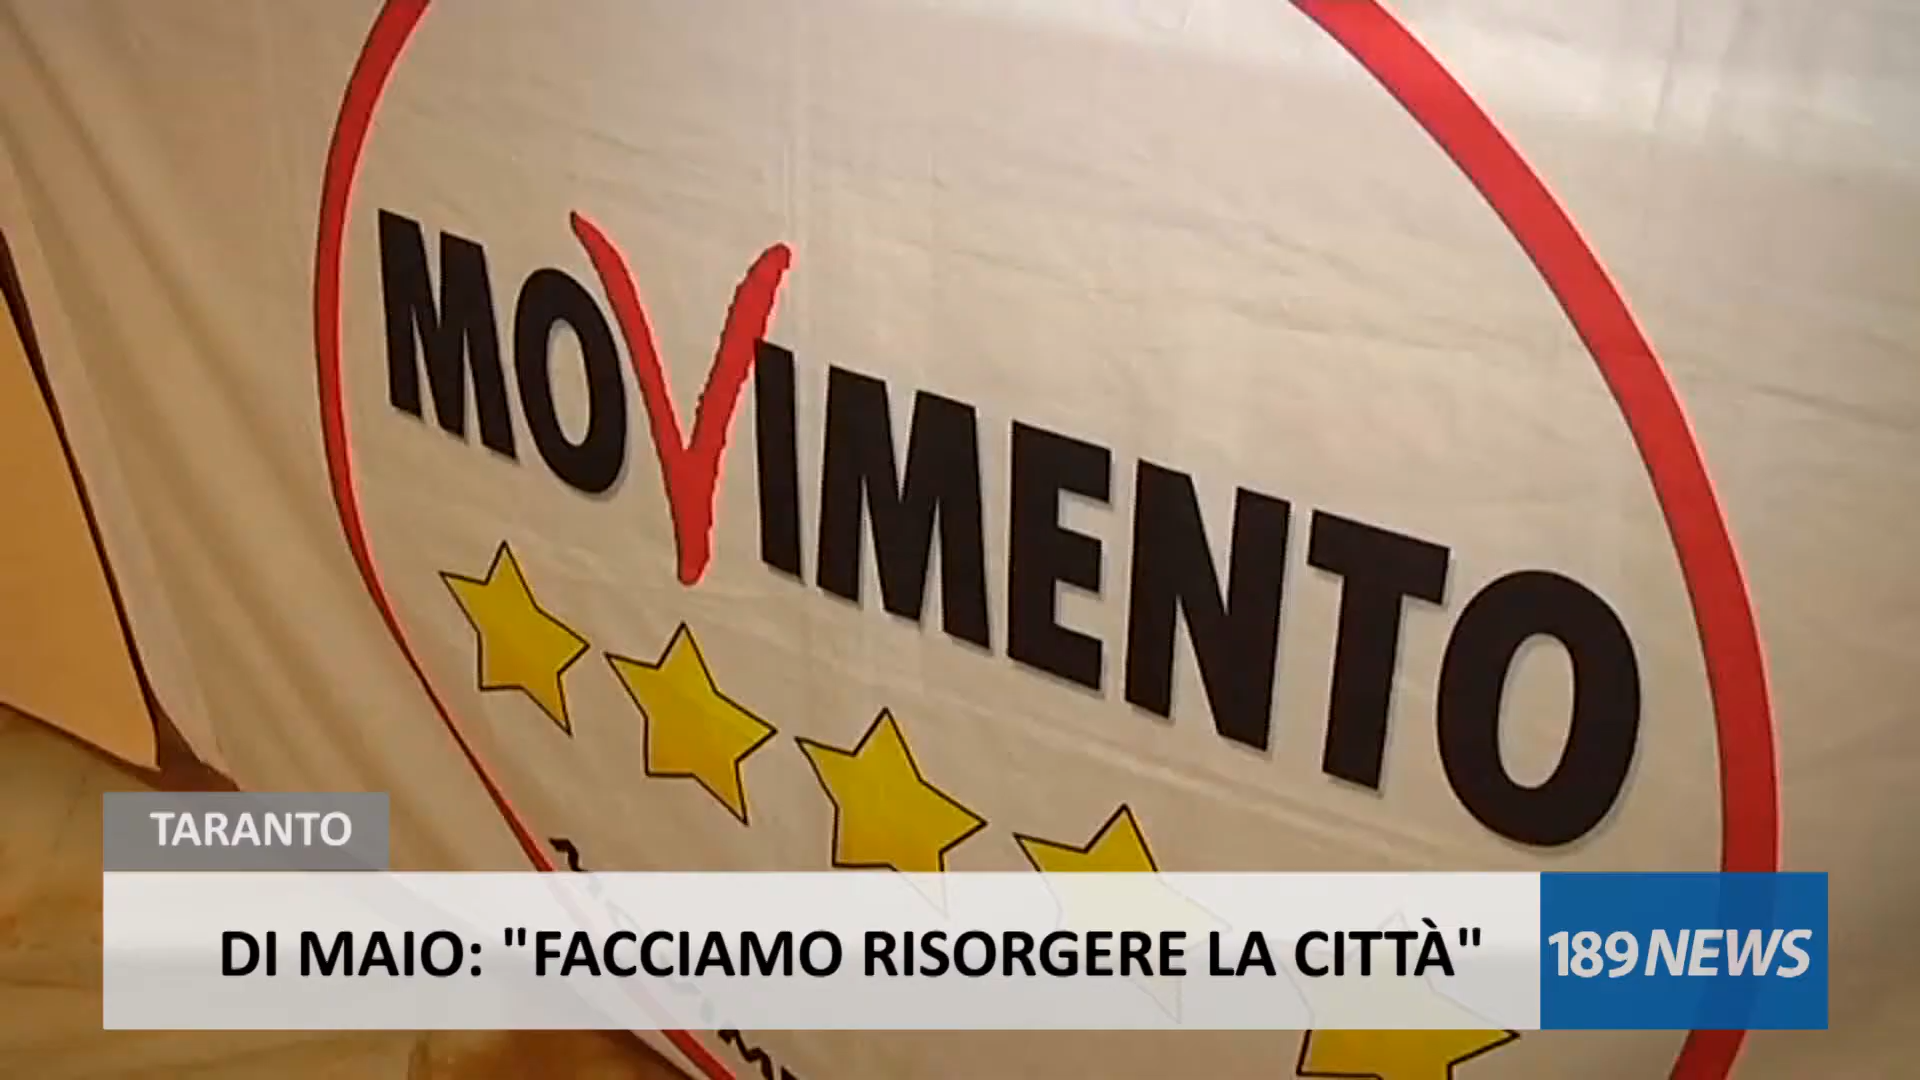 MOVIMENTO
TARANTO
DI MAIO: "FACCIAMO RISORGERE LA CITTÀ"
189NEWS